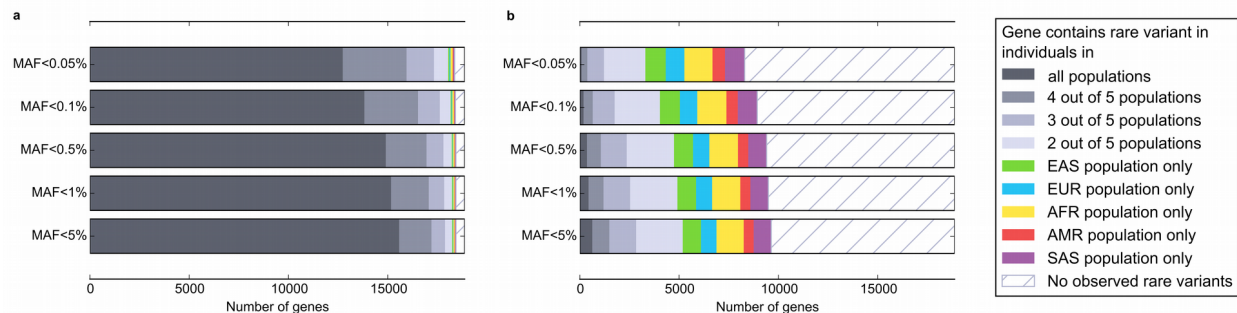 a
MAF<0.05%
MAF<0.1%
MAF<0.5%
MAF<1%
MAF<5%
0 5000 10000 15000
Number of genes
b
MAF<0.05%
MAF<0.1%
MAF<0.5%
MAF<1%
MAF<5%
0 5000 10000 15000
Number of genes
Gene contains rare variant in
individuals in
all populations
4 out of 5 populations
3 out of 5 populations
2 out of 5 populations
EAS population only
EUR population only
AFR population only
AMR population only
SAS population only
No observed rare variants